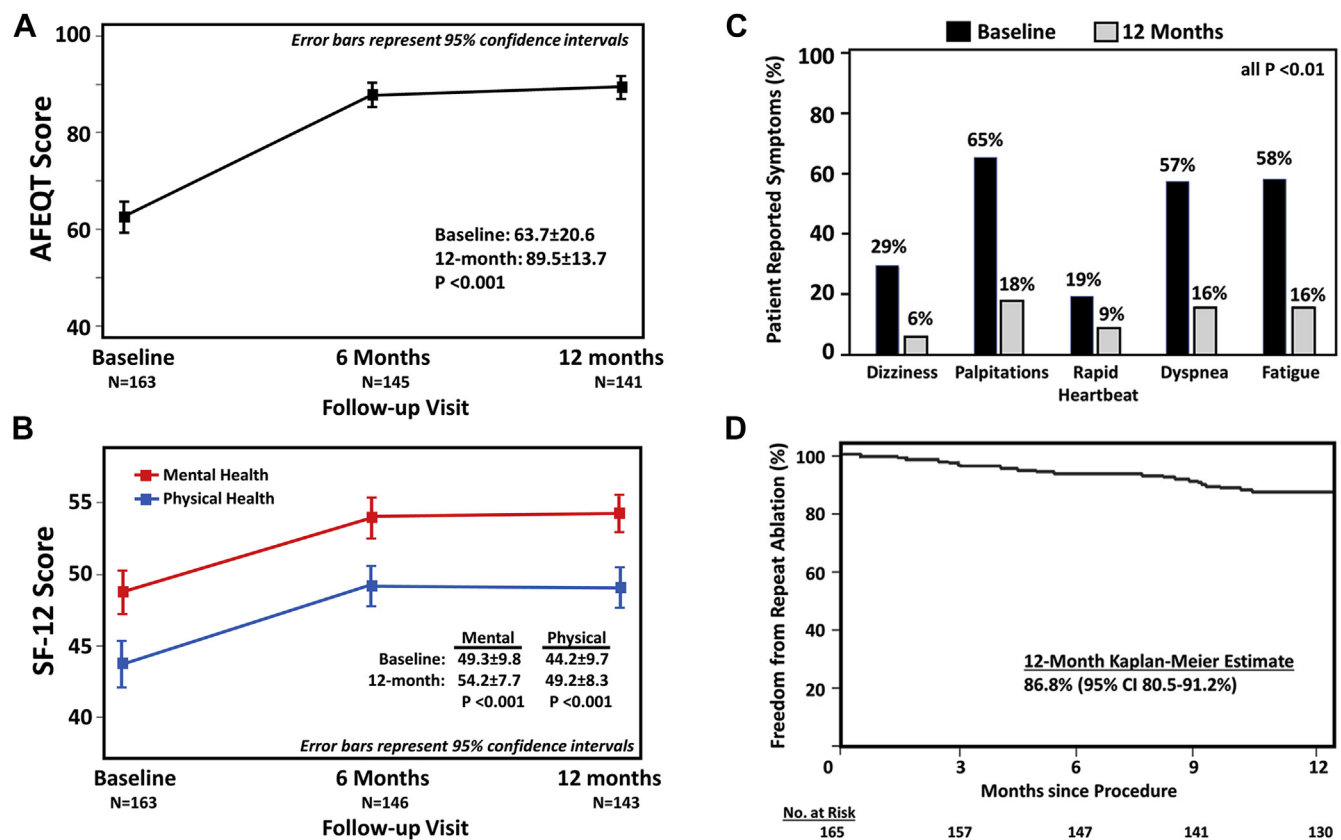 A
100
80
60
40
AFEQT Score
Error bars represent 95% confidence intervals
Baseline: 63.7±20.6
12-month: 89.5±13.7
P <0.001
Baseline 6 Months 12 months
N=163 N=145 N=141
Follow-up Visit
B
55
50
45
40
SF-12 Score
Mental Health
Physical Health
Mental Physical
Baseline: 49.3±9.8 44.2±9.7
12-month: 54.2±7.7 49.2±8.3
P <0.001 P <0.001
Error bars represent 95% confidence intervals
Baseline 6 Months 12 months
N=163 N=146 N=143
Follow-up Visit
C
Baseline 12 Months
all P <0.01
100
80
60
40
20
0
Patient Reported Symptoms (%)
29% 6% 65% 18% 19% 9% 57% 16% 58% 16%
Dizziness Palpitations Rapid Dyspnea Fatigue
Heartbeat
D
100
80
60
40
20
Freedom from Repeat Ablation (%)
12-Month Kaplan-Meier Estimate
86.8% (95% CI 80.5-91.2%)
0 3 6 9 12
Months since Procedure
No. at Risk
165 157 147 141 130